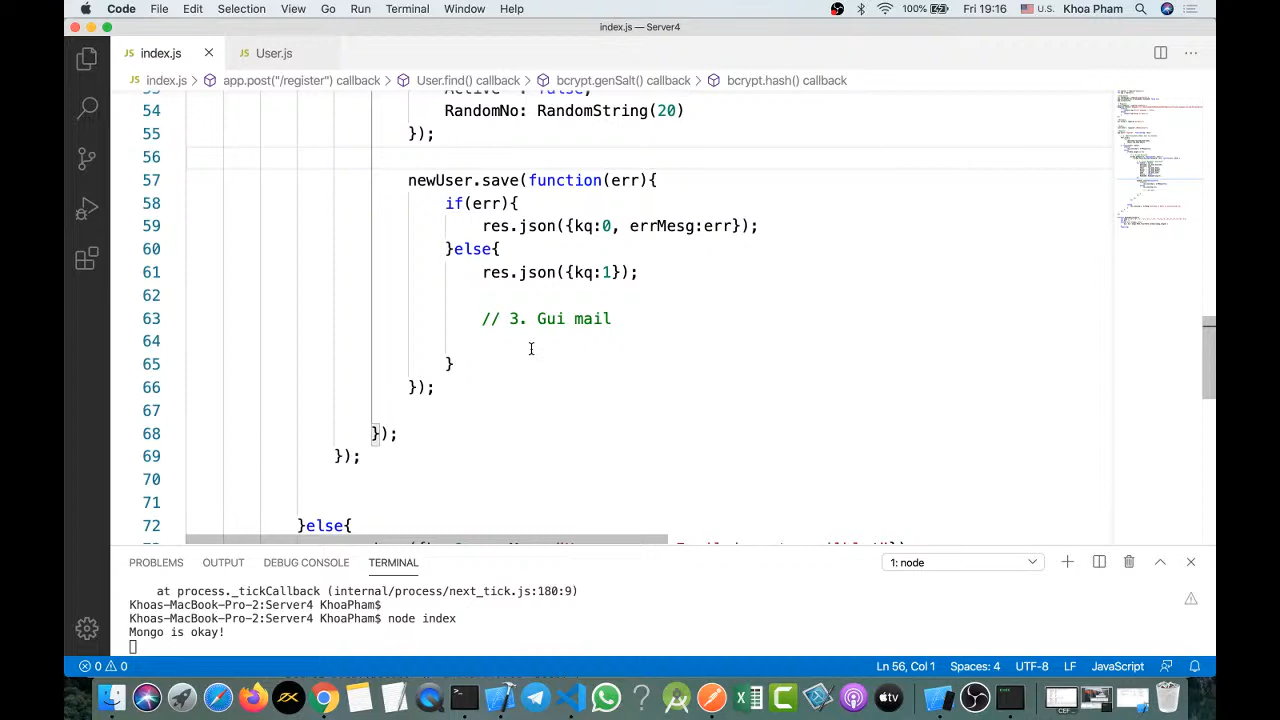 Code File Edit Selection View Go Run Terminal Window Help 100% Fri 19:16 U.S. Khoa Pham
index.js — Server4
JS index.js × JS User.js
JS index.js > app.post("/register") callback > User.find() callback > bcrypt.genSalt() callback > bcrypt.hash() callback
54 randomNo: RandomString(20)
55 });
56
57 newUser.save(function(err){
58 if(err){
59 res.json({kq:0, errMesg:err});
60 }else{
61 res.json({kq:1});
62
63 // 3. Gui mail
64
65 }
66 });
67
68 });
69 });
70
71
72 }else{
PROBLEMS OUTPUT DEBUG CONSOLE TERMINAL 1: node
at process._tickCallback (internal/process/next_tick.js:180:9)
Khoas-MacBook-Pro-2:Server4 KhoaPham$
Khoas-MacBook-Pro-2:Server4 KhoaPham$ node index
Mongo is okay!
0 0 Ln 56, Col 1 Spaces: 4 UTF-8 LF JavaScript